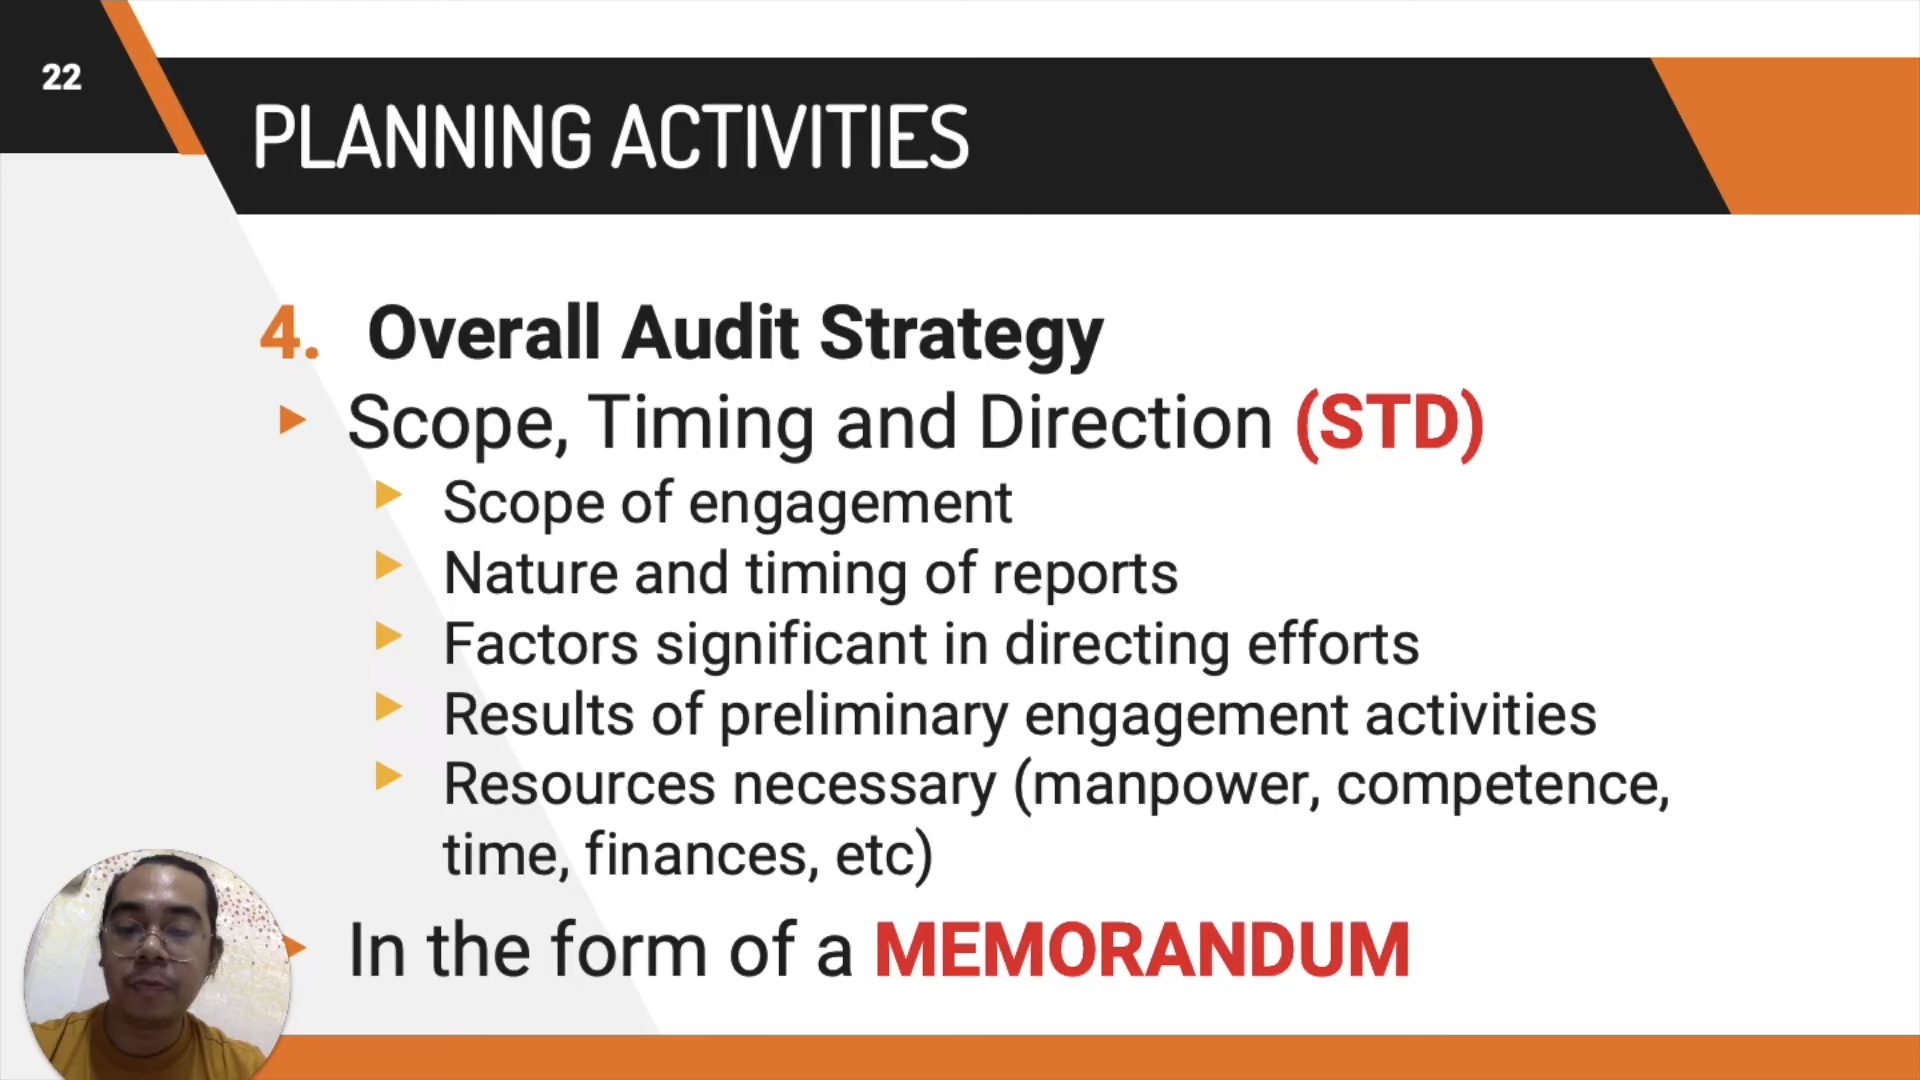 22
PLANNING ACTIVITIES
4. Overall Audit Strategy
Scope, Timing and Direction (STD)
Scope of engagement
Nature and timing of reports
Factors significant in directing efforts
Results of preliminary engagement activities
Resources necessary (manpower, competence,
time, finances, etc)
In the form of a MEMORANDUM